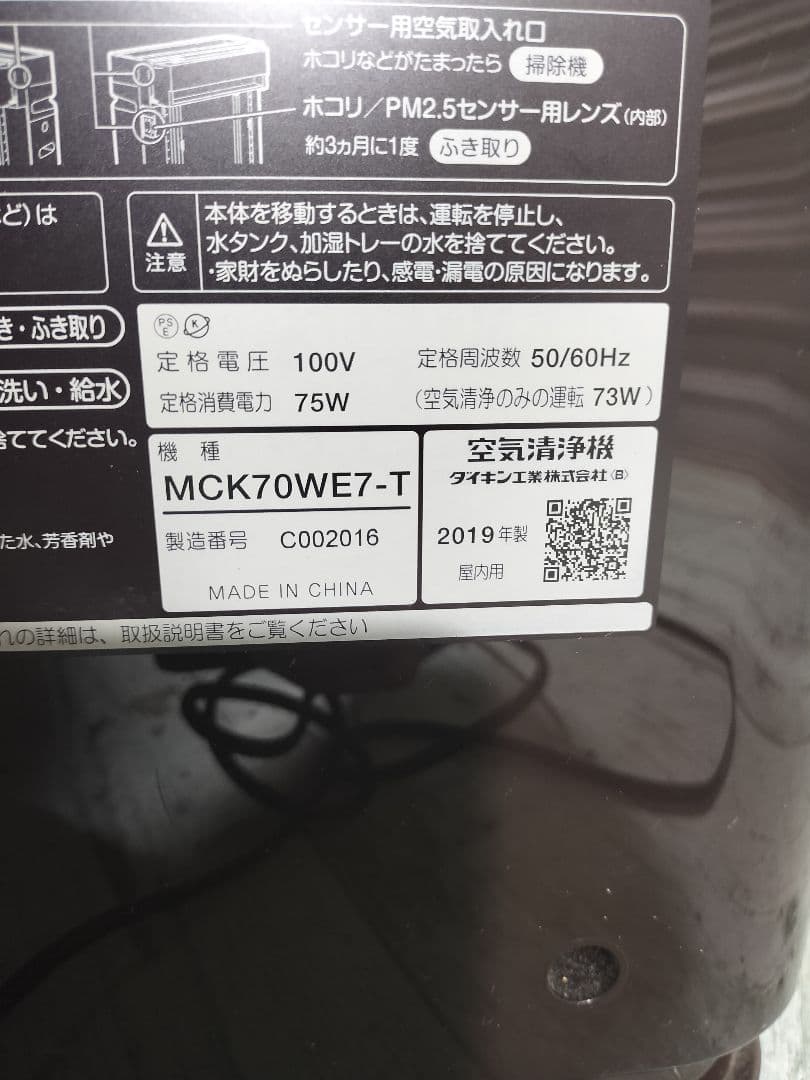 センサー用空気取入れ口
ホコリなどがたまったら 掃除機
ホコリ／PM2.5センサー用レンズ(内部)
約3ヵ月に1度 ふき取り
ど)は
注意
本体を移動するときは、運転を停止し、
水タンク、加湿トレーの水を捨ててください。
・家財をぬらしたり、感電・漏電の原因になります。
き・ふき取り
洗い・給水
捨ててください。
た水、芳香剤や
PS
E
K
定格電圧 100V
定格周波数 50/60Hz
定格消費電力 75W
（空気清浄のみの運転 73W）
機種
MCK70WE7-T
製造番号 C002016
MADE IN CHINA
空気清浄機
ダイキン工業株式会社〈B〉
2019年製
屋内用
れの詳細は、取扱説明書をご覧ください